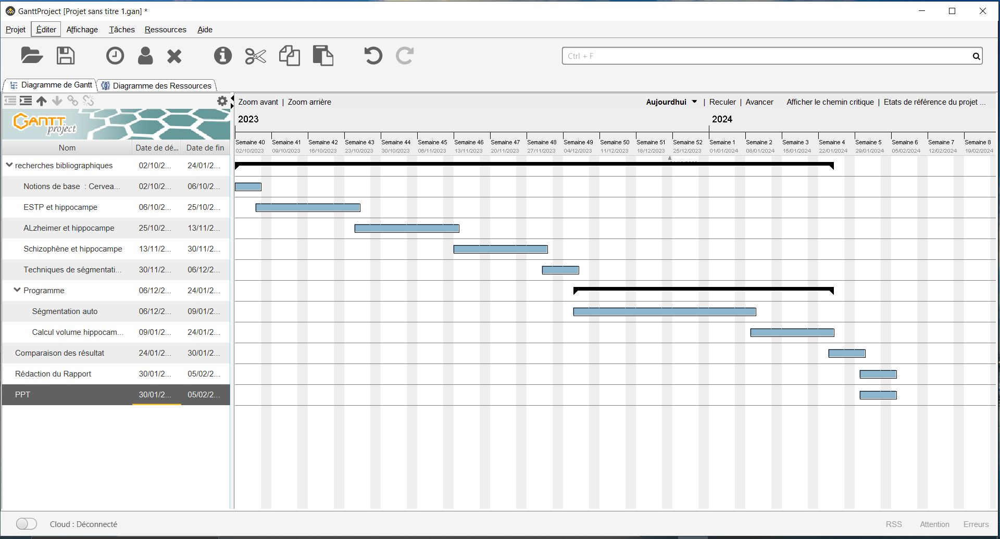 GanttProject [Projet sans titre 1.gan] *
Projet Éditer Affichage Tâches Ressources Aide
Ctrl + F
Diagramme de Gantt Diagramme des Ressources
Zoom avant | Zoom arrière Aujourdhui | Reculer | Avancer Afficher le chemin critique | Etats de référence du projet ...
GANTT project
2023 2024
Nom Date de dé... Date de fin
Semaine 40 Semaine 41 Semaine 42 Semaine 43 Semaine 44 Semaine 45 Semaine 46 Semaine 47 Semaine 48 Semaine 49 Semaine 50 Semaine 51 Semaine 52 Semaine 1 Semaine 2 Semaine 3 Semaine 4 Semaine 5 Semaine 6 Semaine 7 Semaine 8
02/10/2023 09/10/2023 16/10/2023 23/10/2023 30/10/2023 06/11/2023 13/11/2023 20/11/2023 27/11/2023 04/12/2023 11/12/2023 18/12/2023 25/12/2023 01/01/2024 08/01/2024 15/01/2024 22/01/2024 29/01/2024 05/02/2024 12/02/2024 19/02/2024
recherches bibliographiques 02/10/2... 24/01/2...
Notions de base : Cervea... 02/10/2... 06/10/2...
ESTP et hippocampe 06/10/2... 25/10/2...
ALzheimer et hippocampe 25/10/2... 13/11/2...
Schizophène et hippocampe 13/11/2... 30/11/2...
Techniques de ségmentati... 30/11/2... 06/12/2...
Programme 06/12/2... 24/01/2...
Ségmentation auto 06/12/2... 09/01/2...
Calcul volume hippocam... 09/01/2... 24/01/2...
Comparaison des résultat 24/01/2... 30/01/2...
Rédaction du Rapport 30/01/2... 05/02/2...
PPT 30/01/2... 05/02/2...
Cloud : Déconnecté RSS Attention Erreurs